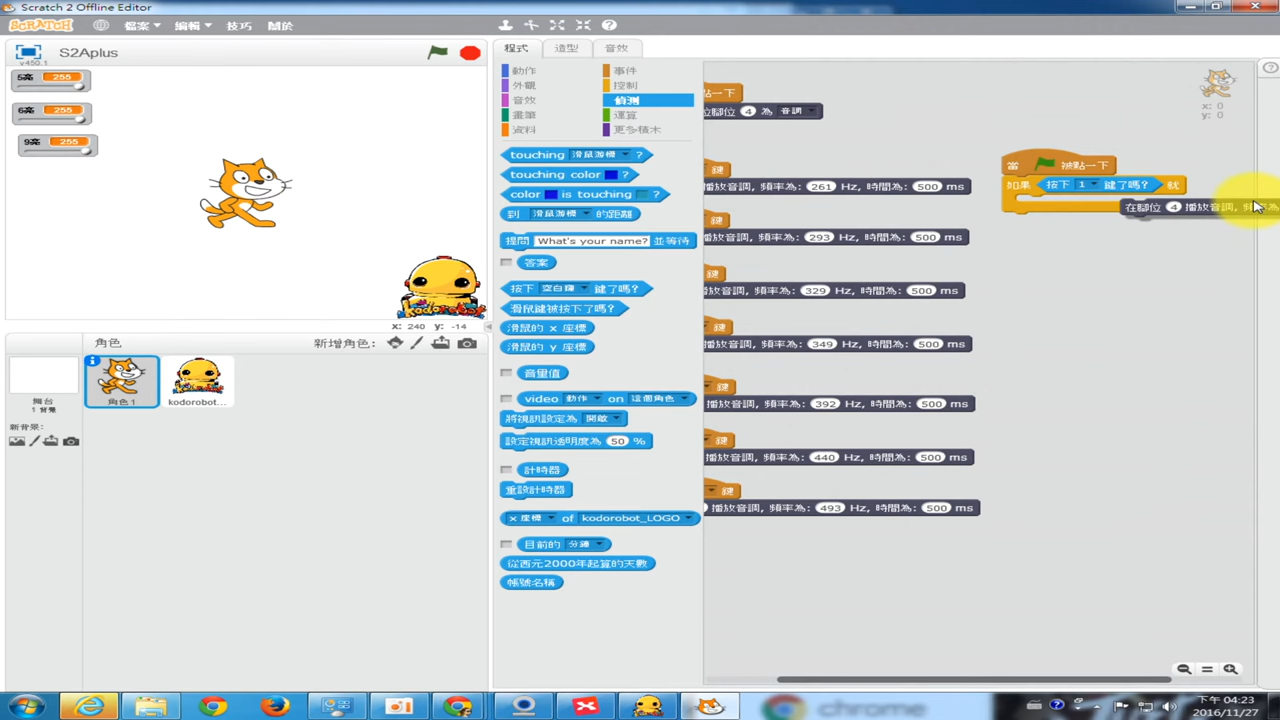 Scratch 2 Offline Editor
SCRATCH 檔案 編輯 技巧 關於
S2Aplus
v450.1
5亮 255
6亮 255
9亮 255
x: 240 y: -14
角色 新增角色:
舞台
1 背景
新背景:
角色1
kodorobot...
程式 造型 音效
動作 事件
外觀 控制
音效 偵測
畫筆 運算
資料 更多積木
touching 滑鼠游標 ?
touching color ?
color is touching ?
到 滑鼠游標 的距離
提問 What's your name? 並等待
答案
按下 空白鍵 鍵了嗎?
滑鼠鍵被按下了嗎?
滑鼠的 x 座標
滑鼠的 y 座標
音量值
video 動作 on 這個角色
將視訊設定為 開啟
設定視訊透明度為 50 %
計時器
重設計時器
x 座標 of kodorobot_LOGO
目前的 分鐘
從西元2000年起算的天數
帳號名稱
點一下
位腳位 4 為 音調
鍵
播放音調, 頻率為: 261 Hz, 時間為: 500 ms
鍵
播放音調, 頻率為: 293 Hz, 時間為: 500 ms
鍵
播放音調, 頻率為: 329 Hz, 時間為: 500 ms
鍵
播放音調, 頻率為: 349 Hz, 時間為: 500 ms
鍵
播放音調, 頻率為: 392 Hz, 時間為: 500 ms
鍵
播放音調, 頻率為: 440 Hz, 時間為: 500 ms
鍵
播放音調, 頻率為: 493 Hz, 時間為: 500 ms
x: 0
y: 0
當 被點一下
如果 按下 1 鍵了嗎? 就
在腳位 4 播放音調, 頻率為
chrome
下午 04:23
2016/11/27